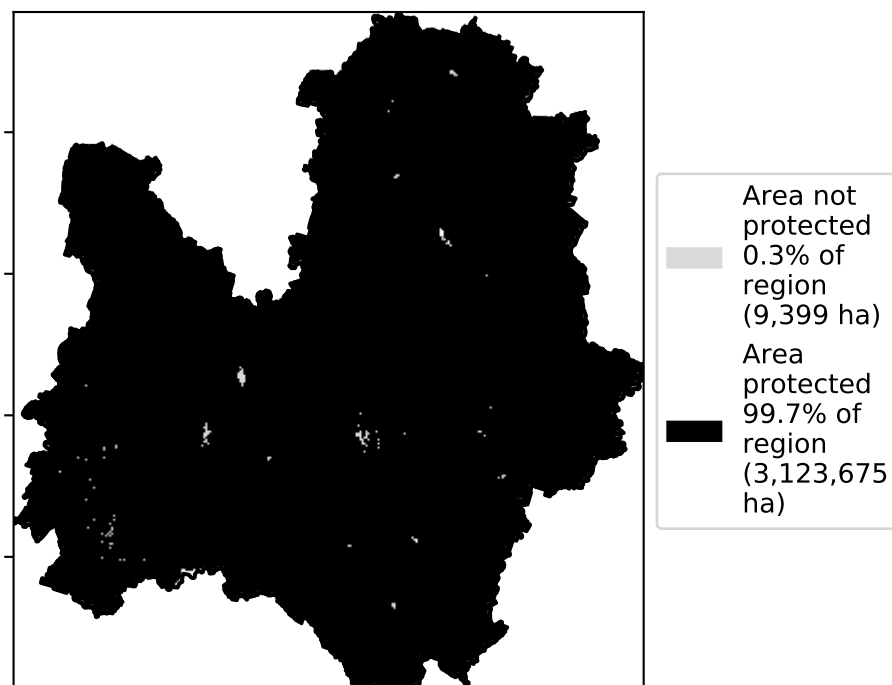 Area not
protected
0.3% of
region
(9,399 ha)
Area
protected
99.7% of
region
(3,123,675
ha)